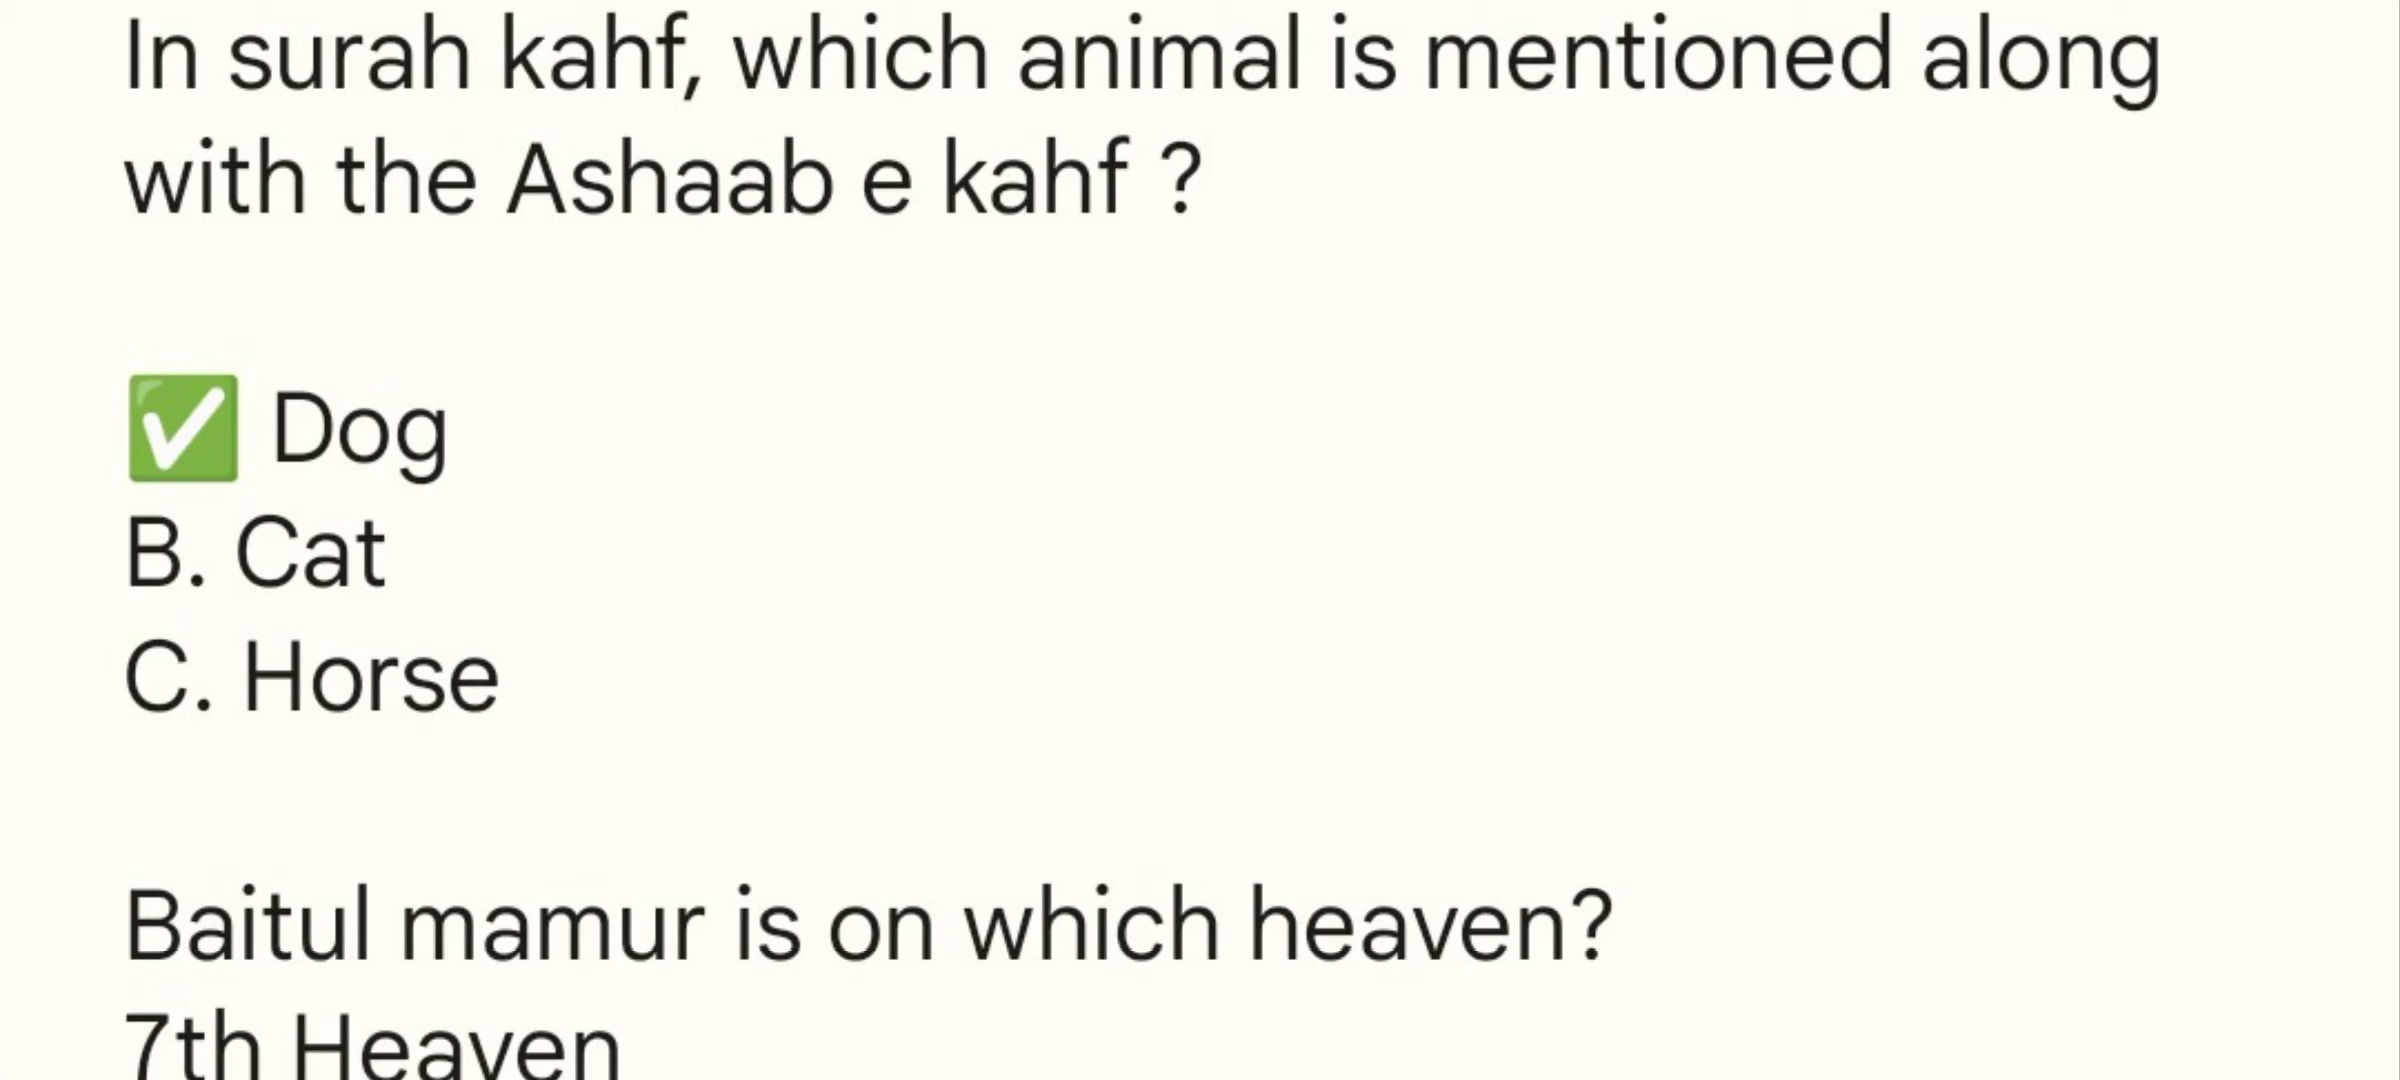 In surah kahf, which animal is mentioned along
with the Ashaab e kahf ?
✅ Dog
B. Cat
C. Horse
Baitul mamur is on which heaven?
7th Heaven